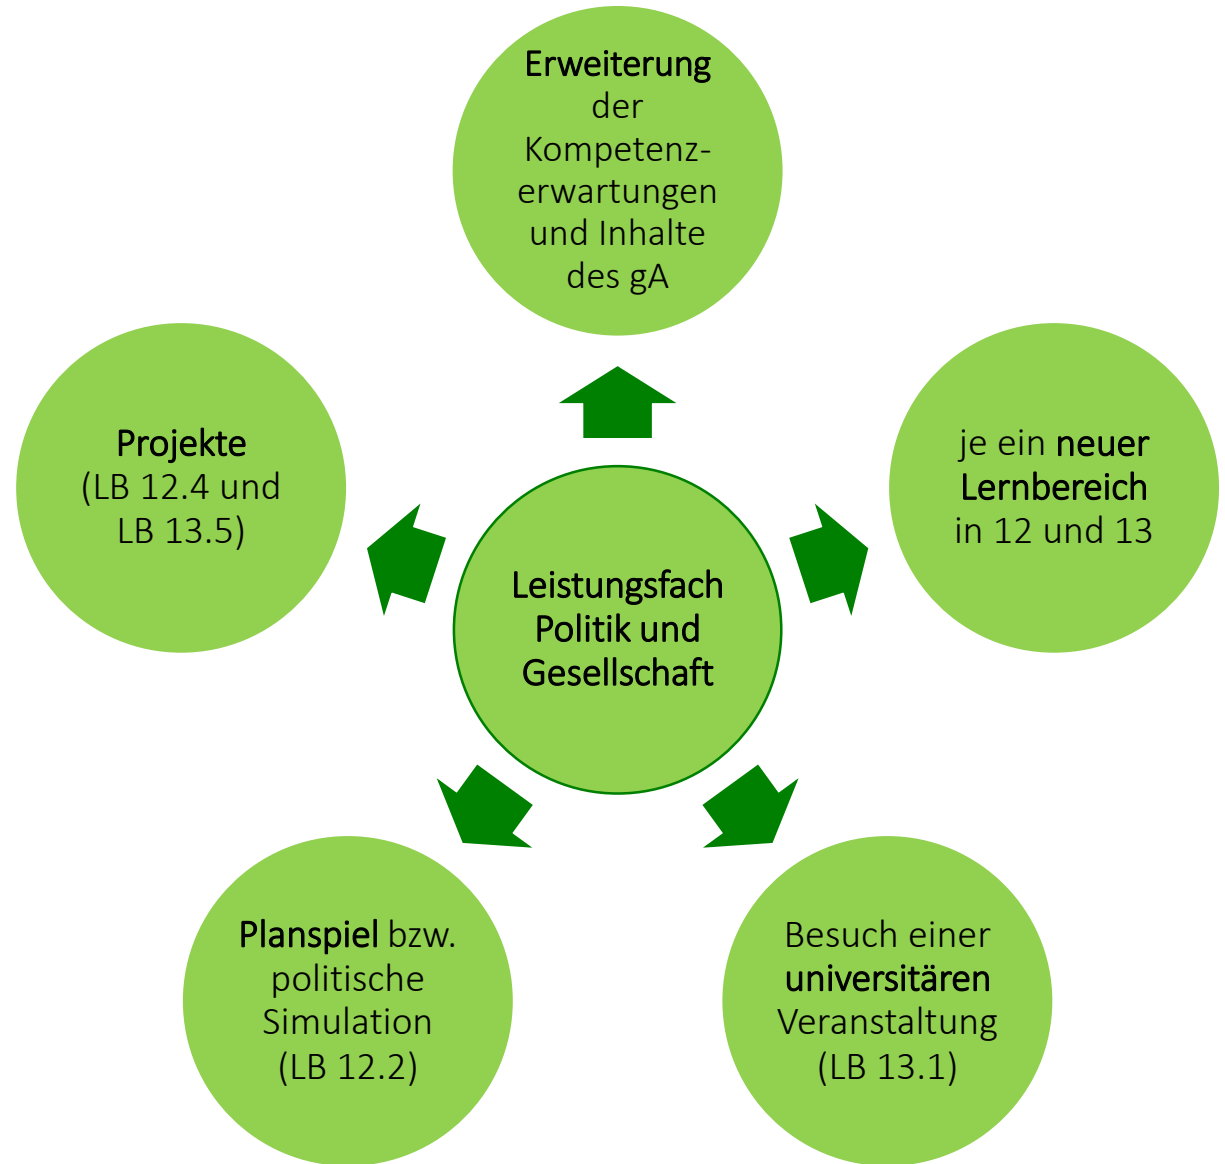 Erweiterung
der
Kompetenz-
erwartungen
und Inhalte
des gA
Projekte
(LB 12.4 und
LB 13.5)
je ein neuer
Lernbereich
in 12 und 13
Leistungsfach
Politik und
Gesellschaft
Planspiel bzw.
politische
Simulation
(LB 12.2)
Besuch einer
universitären
Veranstaltung
(LB 13.1)